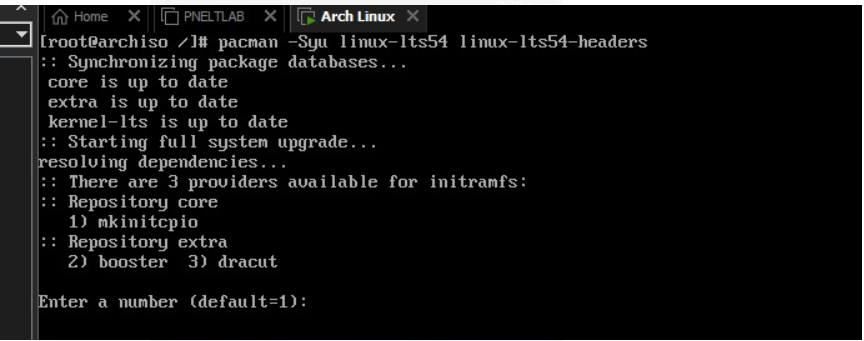 Home × PNELTLAB × Arch Linux ×
[root@archiso /]# pacman -Syu linux-lts54 linux-lts54-headers
:: Synchronizing package databases...
core is up to date
extra is up to date
kernel-lts is up to date
:: Starting full system upgrade...
resolving dependencies...
:: There are 3 providers available for initramfs:
:: Repository core
1) mkinitcpio
:: Repository extra
2) booster 3) dracut
Enter a number (default=1):